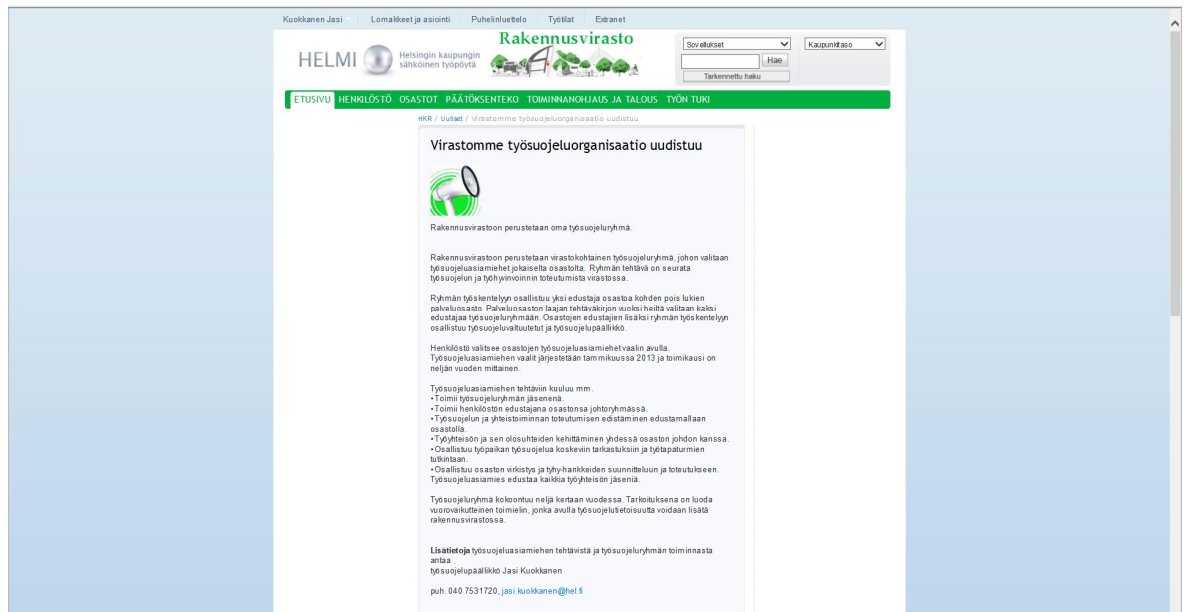 Kuokkanen Jasi Lomakkeet ja asiointi Puhelinluettelo Työtilat Extranet
HELMI
Helsingin kaupungin
sähköinen työpöytä
Rakennusvirasto
Sovellukset
Kaupunkitaso
Hae
Tarkennettu haku
ETUSIVU HENKILÖSTÖ OSASTOT PÄÄTÖKSENTEKO TOIMINNANOHJAUS JA TALOUS TYÖN TUKI
HKR / Uutiset / Virastomme työsuojeluorganisaatio uudistuu
Virastomme työsuojeluorganisaatio uudistuu
Rakennusvirastoon perustetaan oma työsuojeluryhmä.
Rakennusvirastoon perustetaan virastokohtainen työsuojeluryhmä, johon valitaan
työsuojeluasiamiehet jokaiselta osastolta. Ryhmän tehtävä on seurata
työsuojelun ja työhyvinvoinnin toteutumista virastossa.
Ryhmän työskentelyyn osallistuu yksi edustaja osastoa kohden pois lukien
palveluosasto. Palveluosaston laajan tehtäväkirjon vuoksi heiltä valitaan kaksi
edustajaa työsuojeluryhmään. Osastojen edustajien lisäksi ryhmän työskentelyyn
osallistuu työsuojeluvaltuutetut ja työsuojelupäällikkö.
Henkilöstö valitsee osastojen työsuojeluasiamiehet vaalin avulla.
Työsuojeluasiamiehen vaalit järjestetään tammikuussa 2013 ja toimikausi on
neljän vuoden mittainen.
Työsuojeluasiamiehen tehtäviin kuuluu mm.
•Toimii työsuojeluryhmän jäsenenä.
•Toimii henkilöstön edustajana osastonsa johtoryhmässä.
•Työsuojelun ja yhteistoiminnan toteutumisen edistäminen edustamallaan
osastolla.
•Työyhteisön ja sen olosuhteiden kehittäminen yhdessä osaston johdon kanssa.
•Osallistuu työpaikan työsuojelua koskeviin tarkastuksiin ja työtapaturmien
tutkintaan.
•Osallistuu osaston virkistys ja tyhy-hankkeiden suunnitteluun ja toteutukseen.
Työsuojeluasiamies edustaa kaikkia työyhteisön jäseniä.
Työsuojeluryhmä kokoontuu neljä kertaan vuodessa. Tarkoituksena on luoda
vuorovaikutteinen toimielin, jonka avulla työsuojelutietoisuutta voidaan lisätä
rakennusvirastossa.
Lisätietoja työsuojeluasiamiehen tehtävistä ja työsuojeluryhmän toiminnasta
antaa
työsuojelupäällikkö Jasi Kuokkanen
puh. 040 7531720, jasi.kuokkanen@hel.fi